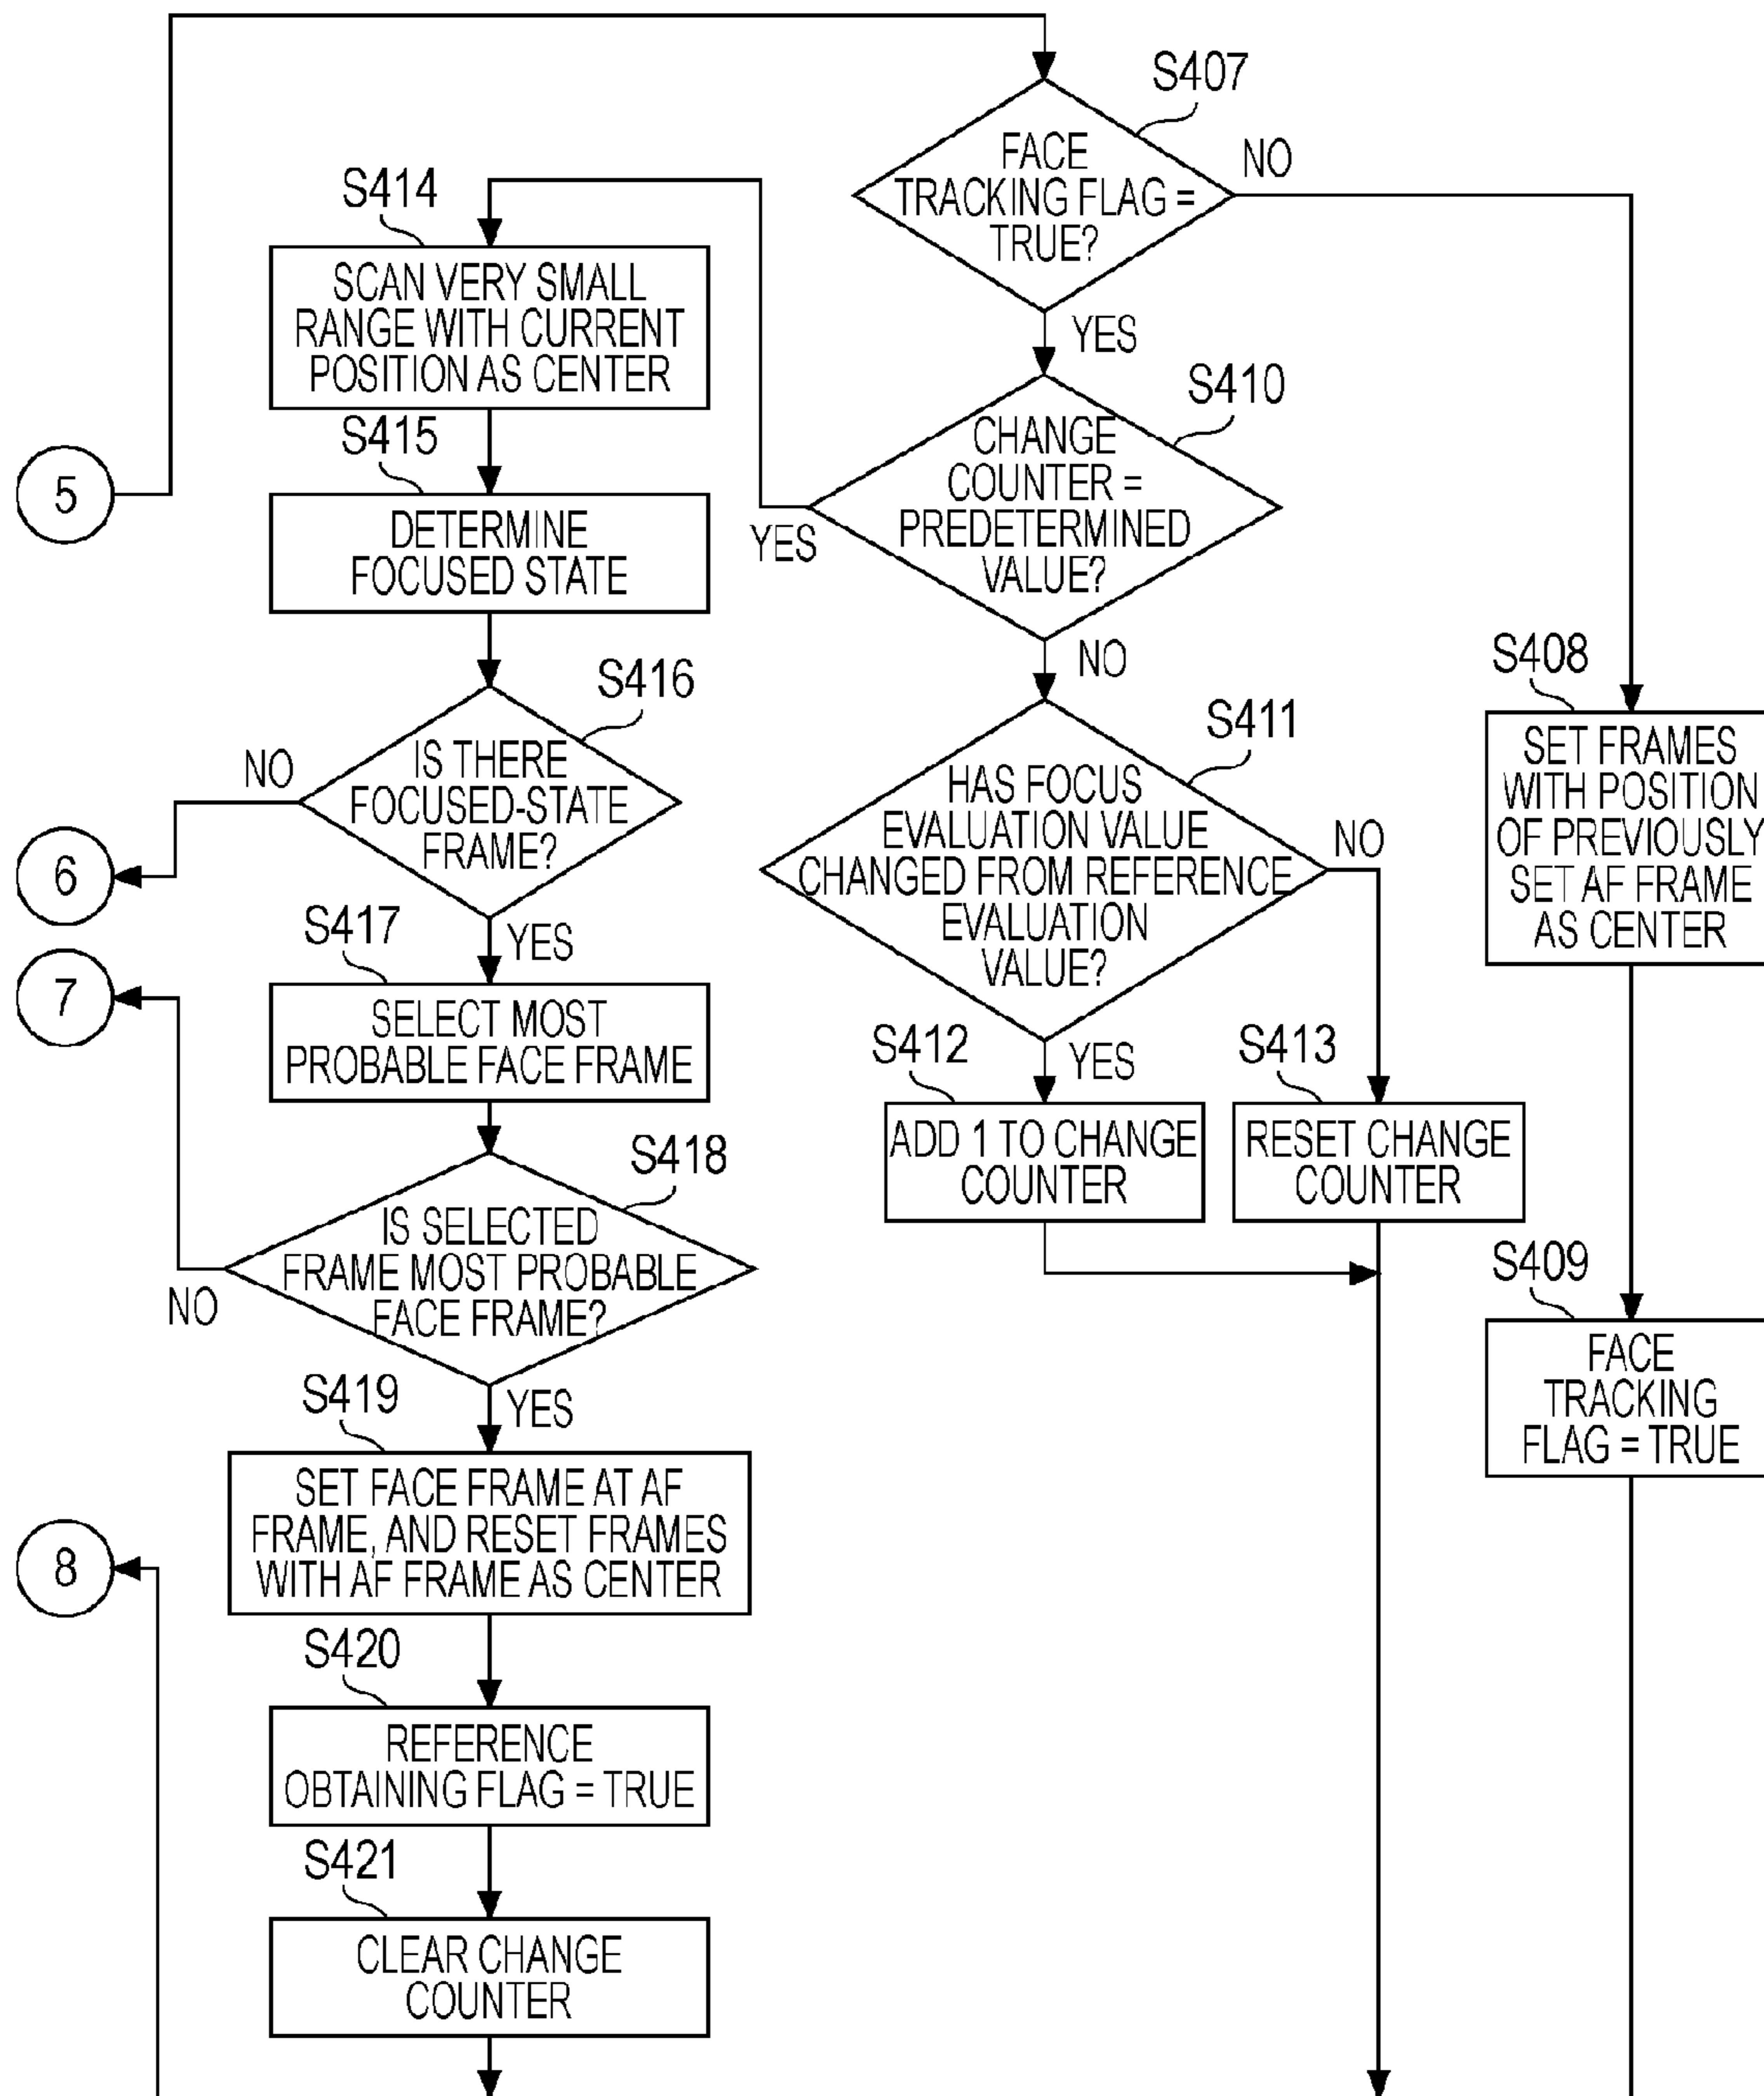 5
S407
FACE
TRACKING FLAG =
TRUE?
NO
YES
S410
CHANGE
COUNTER =
PREDETERMINED
VALUE?
YES
NO
S411
HAS FOCUS
EVALUATION VALUE
CHANGED FROM REFERENCE
EVALUATION
VALUE?
NO
YES
S412
ADD 1 TO CHANGE
COUNTER
S413
RESET CHANGE
COUNTER
S408
SET FRAMES
WITH POSITION
OF PREVIOUSLY
SET AF FRAME
AS CENTER
S409
FACE
TRACKING
FLAG = TRUE
S414
SCAN VERY SMALL
RANGE WITH CURRENT
POSITION AS CENTER
S415
DETERMINE
FOCUSED STATE
S416
IS THERE
FOCUSED-STATE
FRAME?
NO
6
YES
S417
SELECT MOST
PROBABLE FACE FRAME
7
S418
IS SELECTED
FRAME MOST PROBABLE
FACE FRAME?
NO
YES
S419
SET FACE FRAME AT AF
FRAME, AND RESET FRAMES
WITH AF FRAME AS CENTER
8
S420
REFERENCE
OBTAINING FLAG = TRUE
S421
CLEAR CHANGE
COUNTER